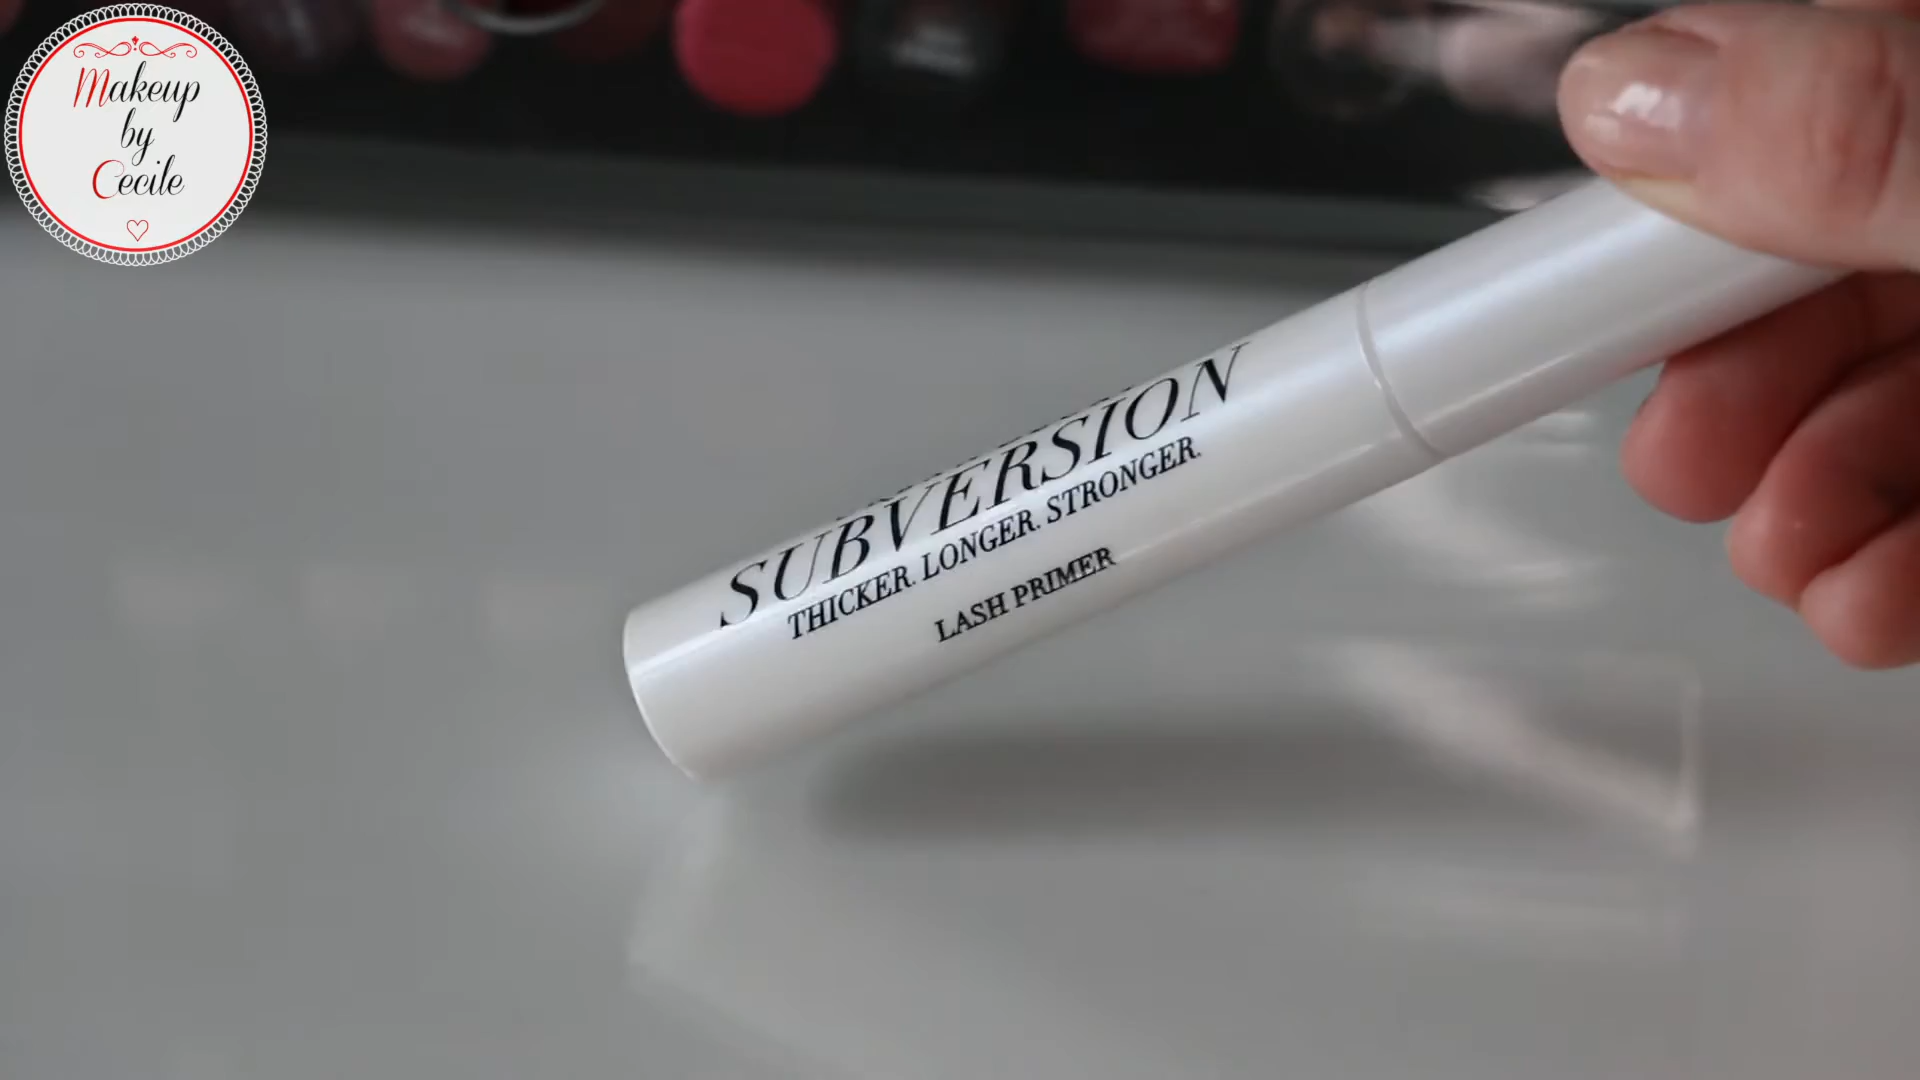 Makeup
by
Cecile
SUBVERSION
THICKER. LONGER. STRONGER.
LASH PRIMER